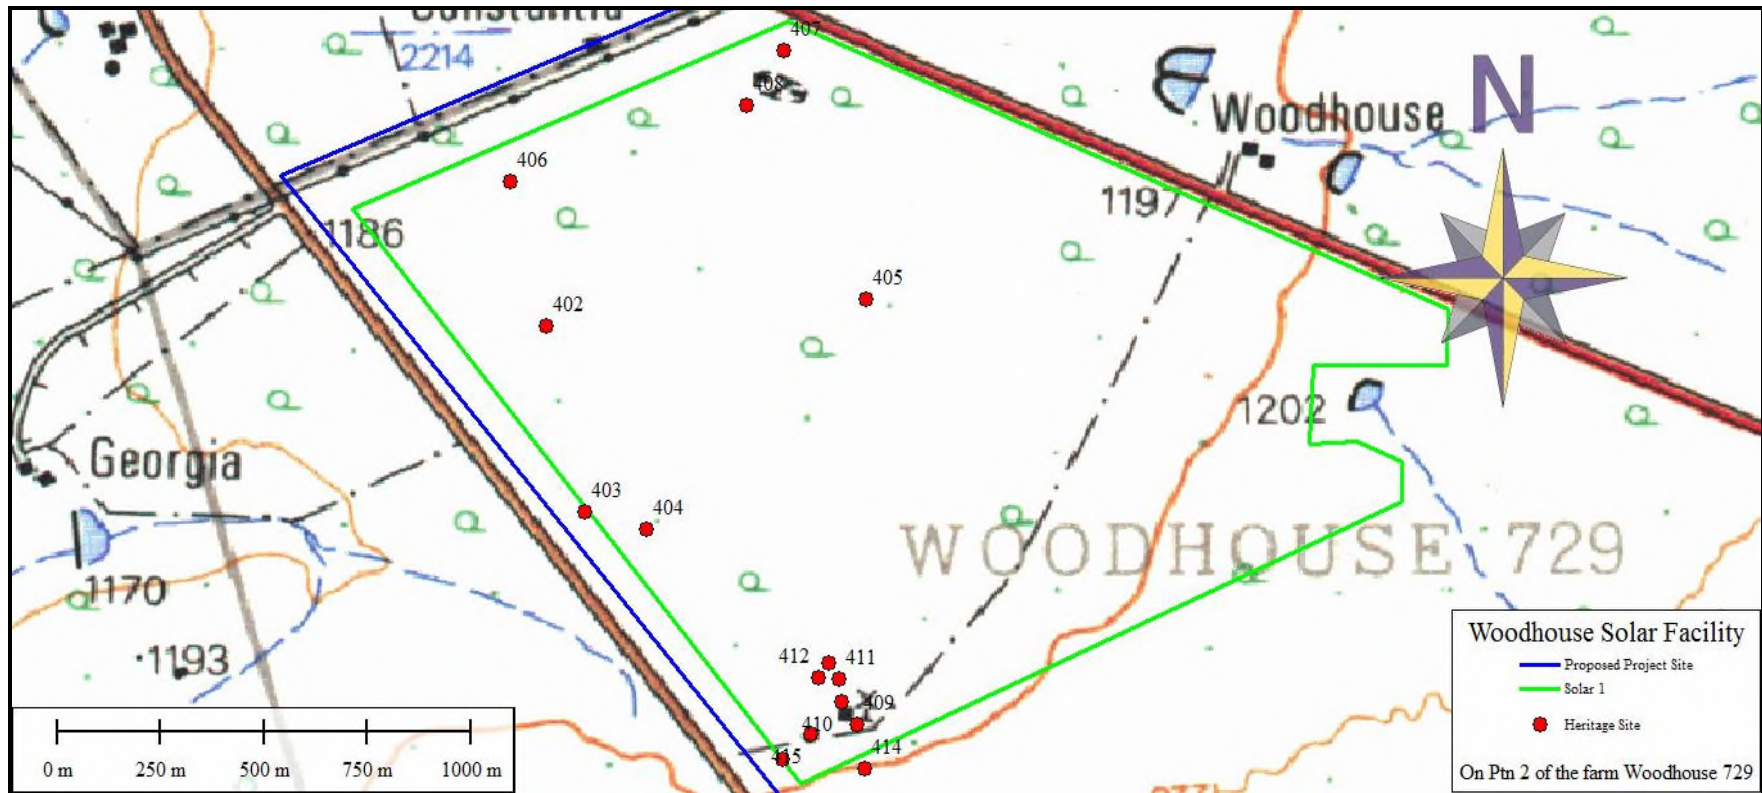 Constantia
2214
407
408
N
Woodhouse
406
1197
1186
405
402
1202
Georgia
403
404
WOODHOUSE 729
1170
1193
412
411
409
410
414
415
Woodhouse Solar Facility
Proposed Project Site
Solar 1
Heritage Site
On Ptn 2 of the farm Woodhouse 729
0 m
250 m
500 m
750 m
1000 m